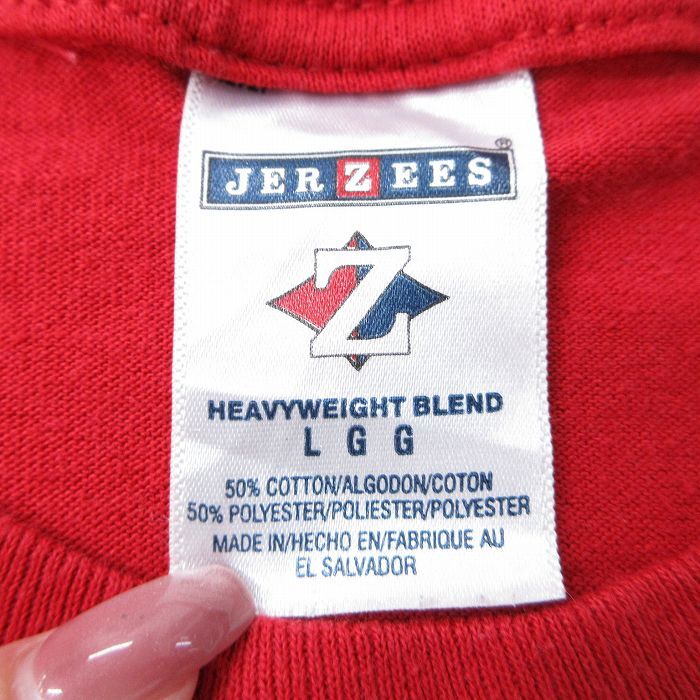 JERZEES®
Z
HEAVYWEIGHT BLEND
L G G
50% COTTON/ALGODON/COTON
50% POLYESTER/POLIESTER/POLYESTER
MADE IN/HECHO EN/FABRIQUE AU
EL SALVADOR